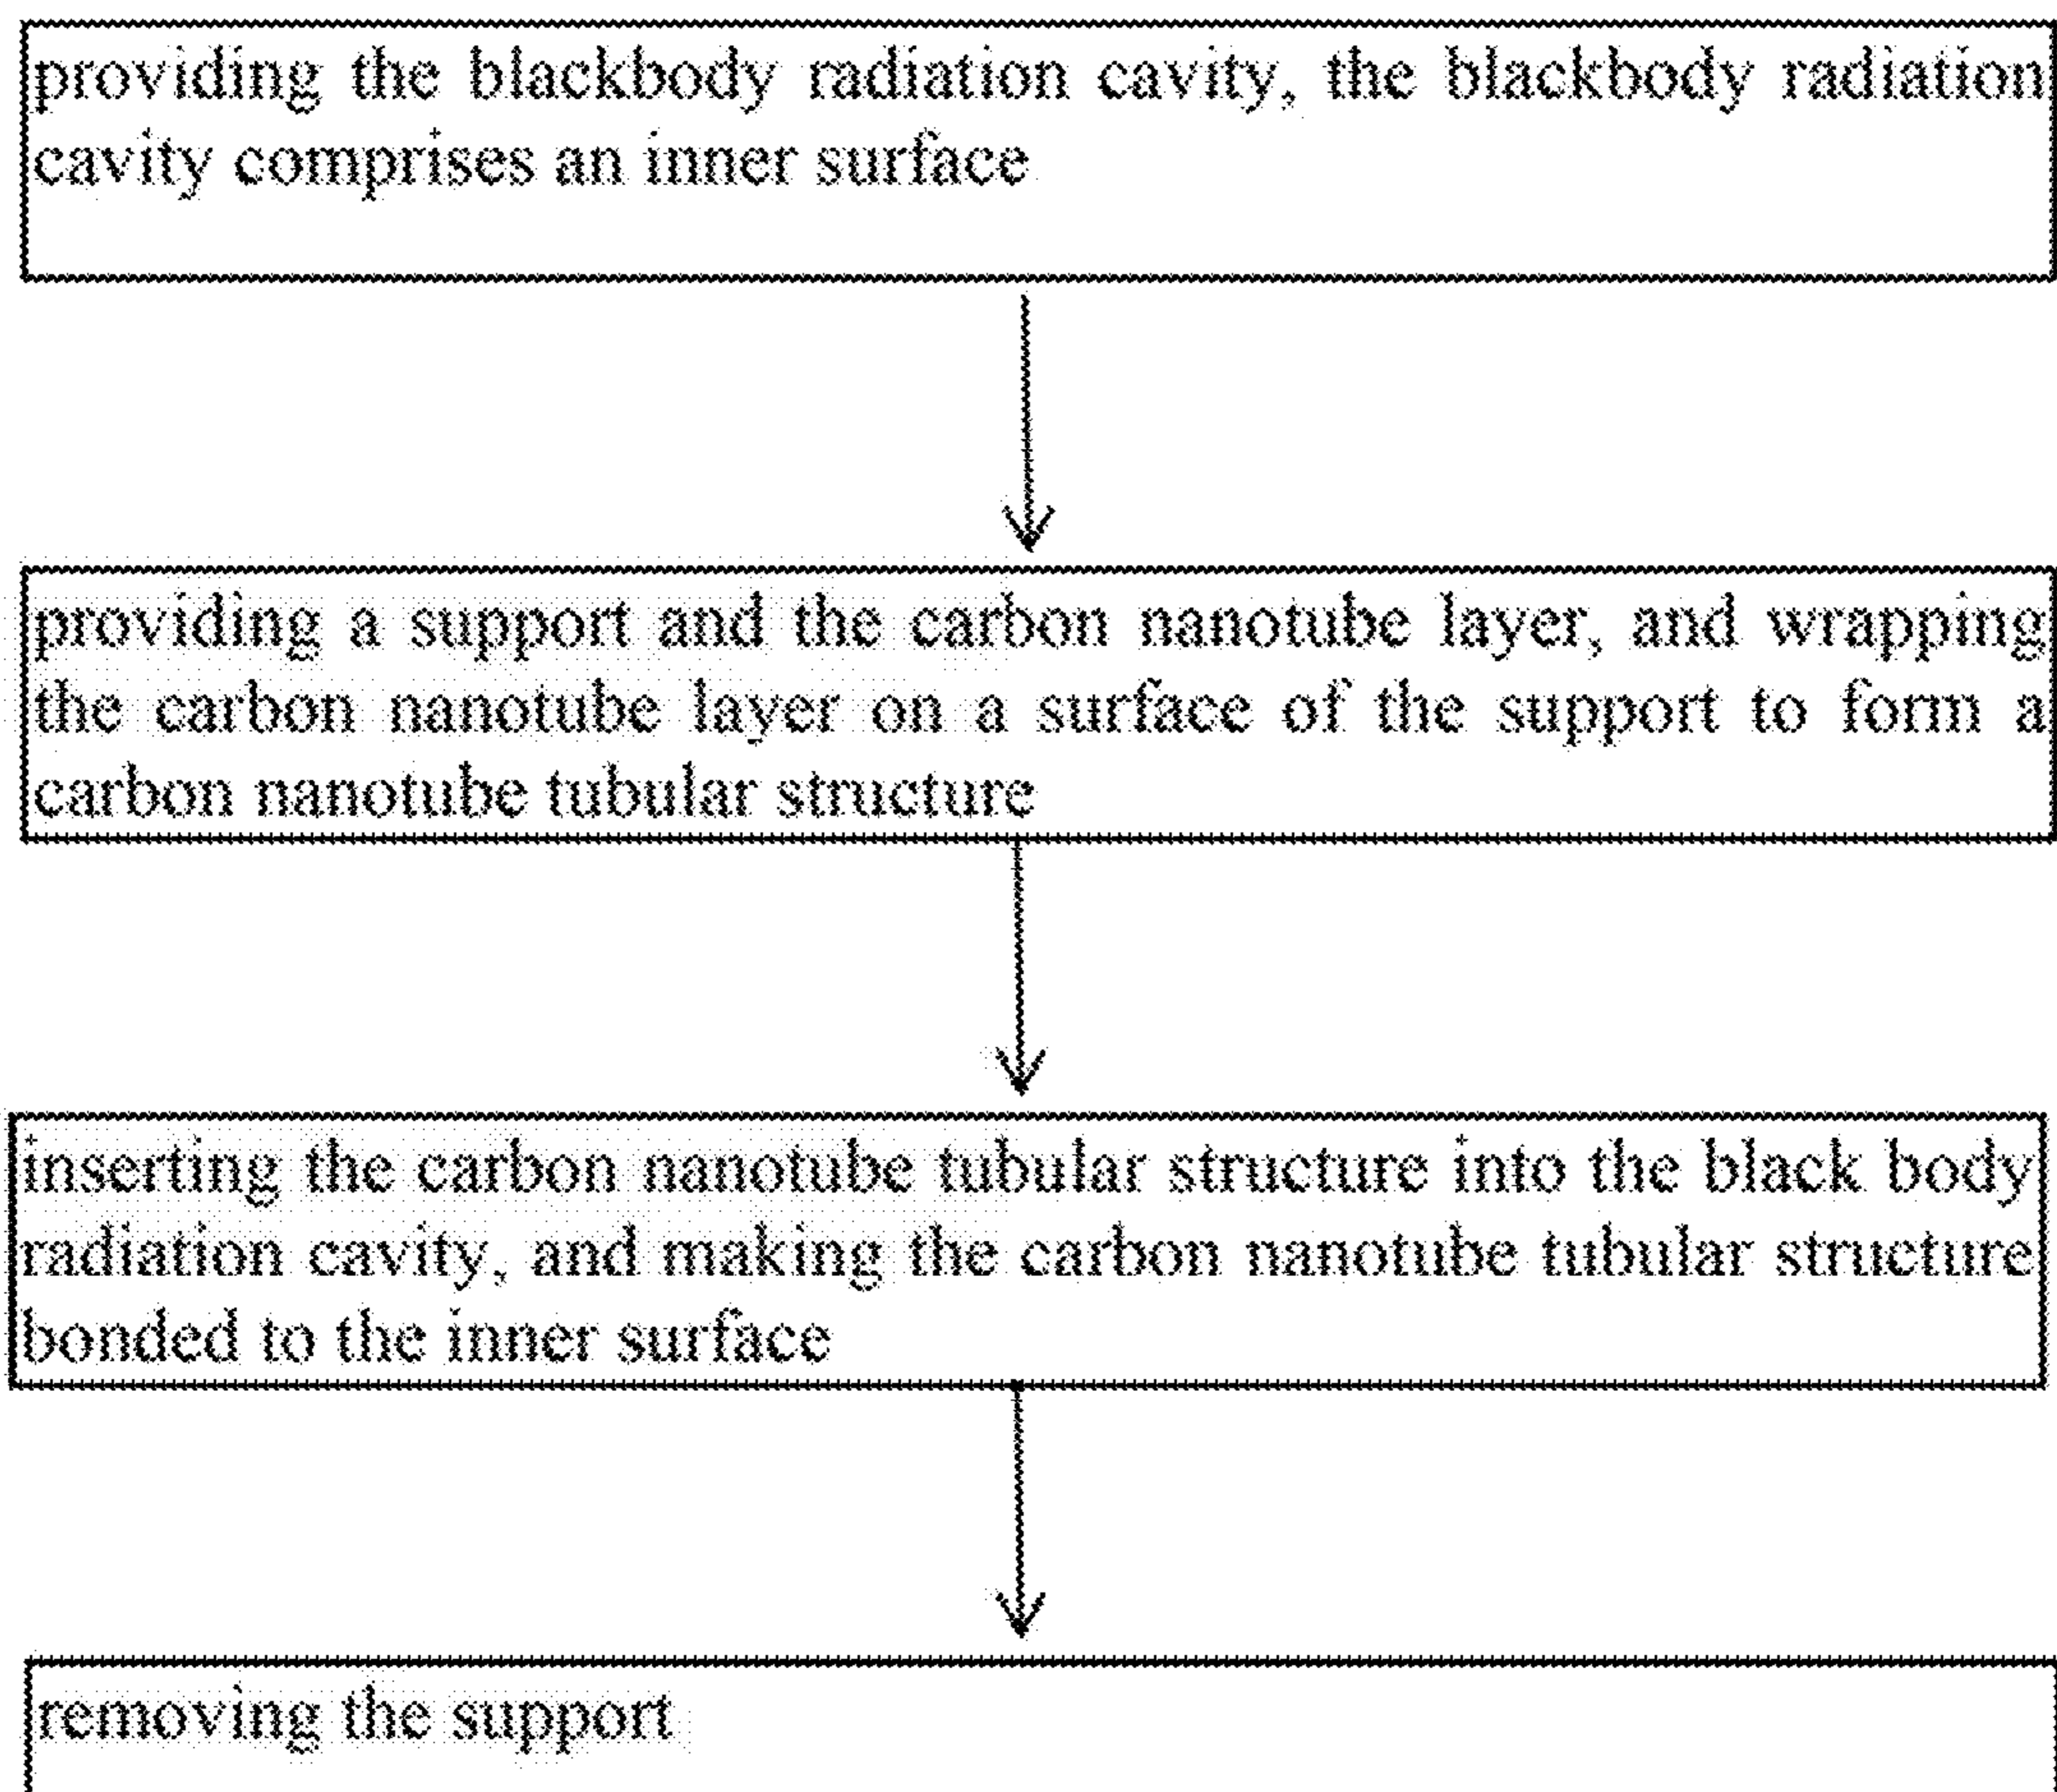 providing the blackbody radiation cavity, the blackbody radiation
cavity comprises an inner surface
providing a support and the carbon nanotube layer, and wrapping
the carbon nanotube layer on a surface of the support to form a
carbon nanotube tubular structure
inserting the carbon nanotube tubular structure into the black body
radiation cavity, and making the carbon nanotube tubular structure
bonded to the inner surface
removing the support